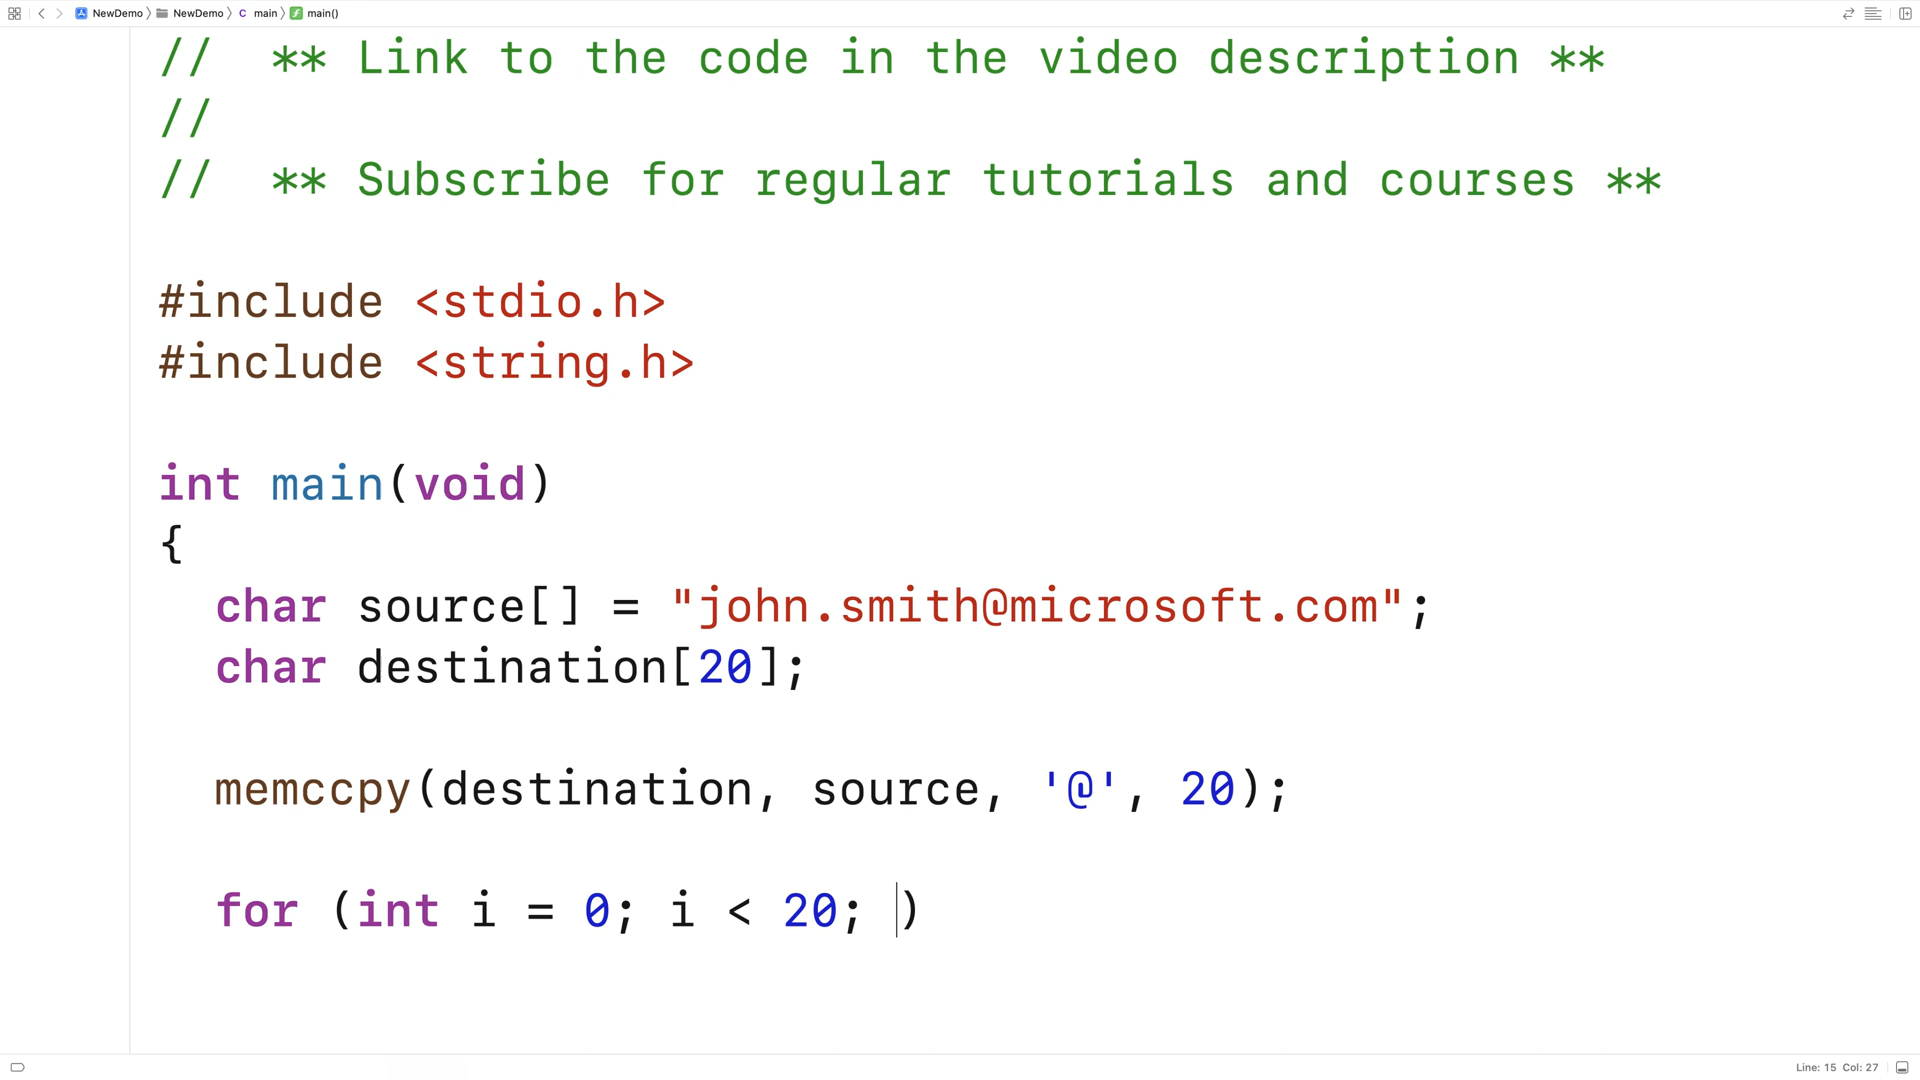 NewDemo NewDemo C main f main()
//  ** Link to the code in the video description **
//
//  ** Subscribe for regular tutorials and courses **
#include <stdio.h>
#include <string.h>
int main(void)
{
  char source[] = "john.smith@microsoft.com";
  char destination[20];
  memccpy(destination, source, '@', 20);
  for (int i = 0; i < 20; )
Line: 15 Col: 27